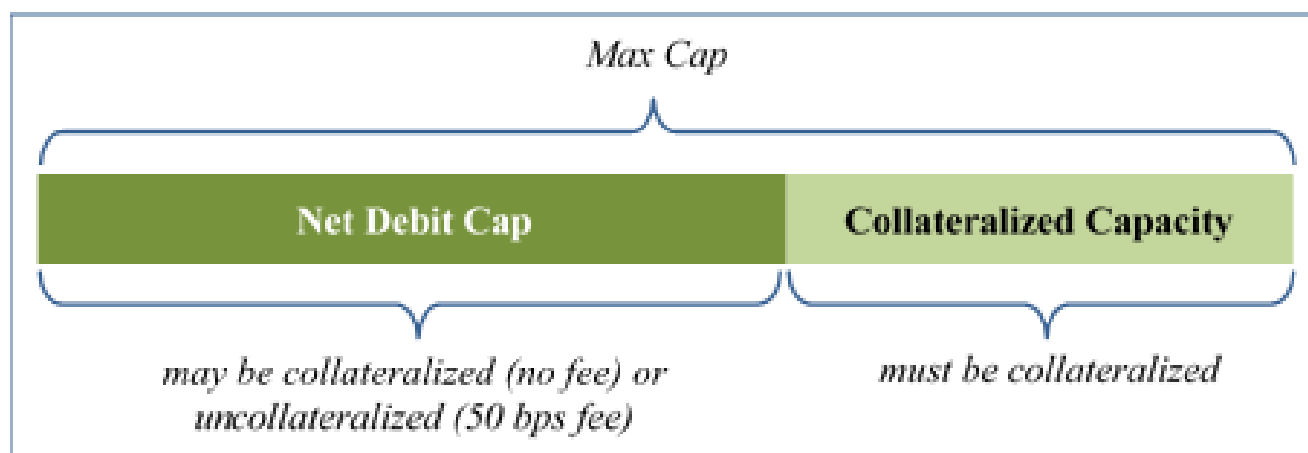 Max Cap
Net Debit Cap
Collateralized Capacity
may be collateralized (no fee) or
uncollateralized (50 bps fee)
must be collateralized